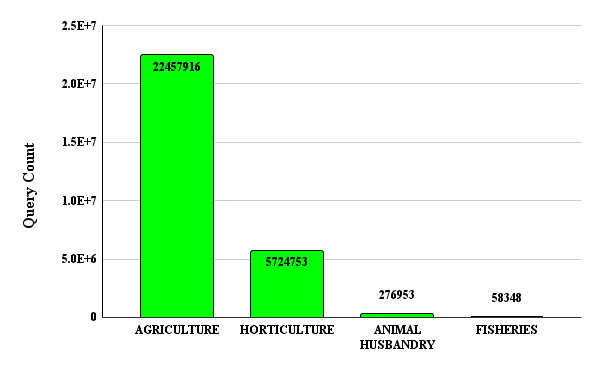 2.5E+7
2.0E+7
1.5E+7
1.0E+7
5.0E+6
0
Query Count
22457916
5724753
276953
58348
AGRICULTURE
HORTICULTURE
ANIMAL
HUSBANDRY
FISHERIES